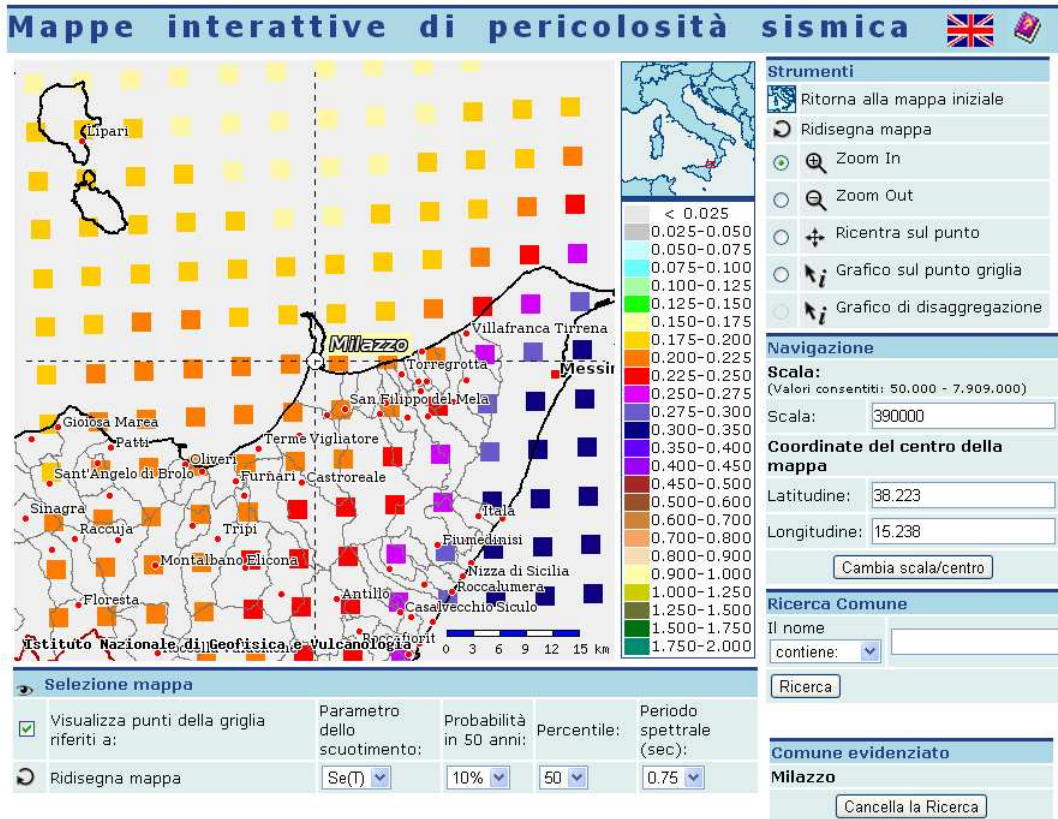 Mappe interattive di pericolosità sismica
Lipari
Milazzo
Villafranca Tirrena
Torregrotta
Messin
San Filippo del Mela
Gioiosa Marea
Patti
Terme Vigliatore
Oliveri
Sant'Angelo di Brolo
Furnari
Castroreale
Sinagra
Raccuja
Tripi
Itala
Fiumedinisi
Montalbano Elicona
Nizza di Sicilia
Roccalumera
Antillo
Floresta
Casalvecchio Siculo
Roccafiorit
Istituto Nazionale di Geofisica e Vulcanologia
0 3 6 9 12 15 km
< 0.025
0.025-0.050
0.050-0.075
0.075-0.100
0.100-0.125
0.125-0.150
0.150-0.175
0.175-0.200
0.200-0.225
0.225-0.250
0.250-0.275
0.275-0.300
0.300-0.350
0.350-0.400
0.400-0.450
0.450-0.500
0.500-0.600
0.600-0.700
0.700-0.800
0.800-0.900
0.900-1.000
1.000-1.250
1.250-1.500
1.500-1.750
1.750-2.000
Strumenti
Ritorna alla mappa iniziale
Ridisegna mappa
Zoom In
Zoom Out
Ricentra sul punto
Grafico sul punto griglia
Grafico di disaggregazione
Navigazione
Scala:
(Valori consentiti: 50.000 - 7.909.000)
Scala: 390000
Coordinate del centro della
mappa
Latitudine: 38.223
Longitudine: 15.238
Cambia scala/centro
Ricerca Comune
Il nome
contiene:
Ricerca
Comune evidenziato
Milazzo
Cancella la Ricerca
Selezione mappa
Visualizza punti della griglia
riferiti a:
Parametro
dello
scuotimento:
Probabilità
in 50 anni:
Percentile:
Periodo
spettrale
(sec):
Ridisegna mappa
Se(T)
10%
50
0.75